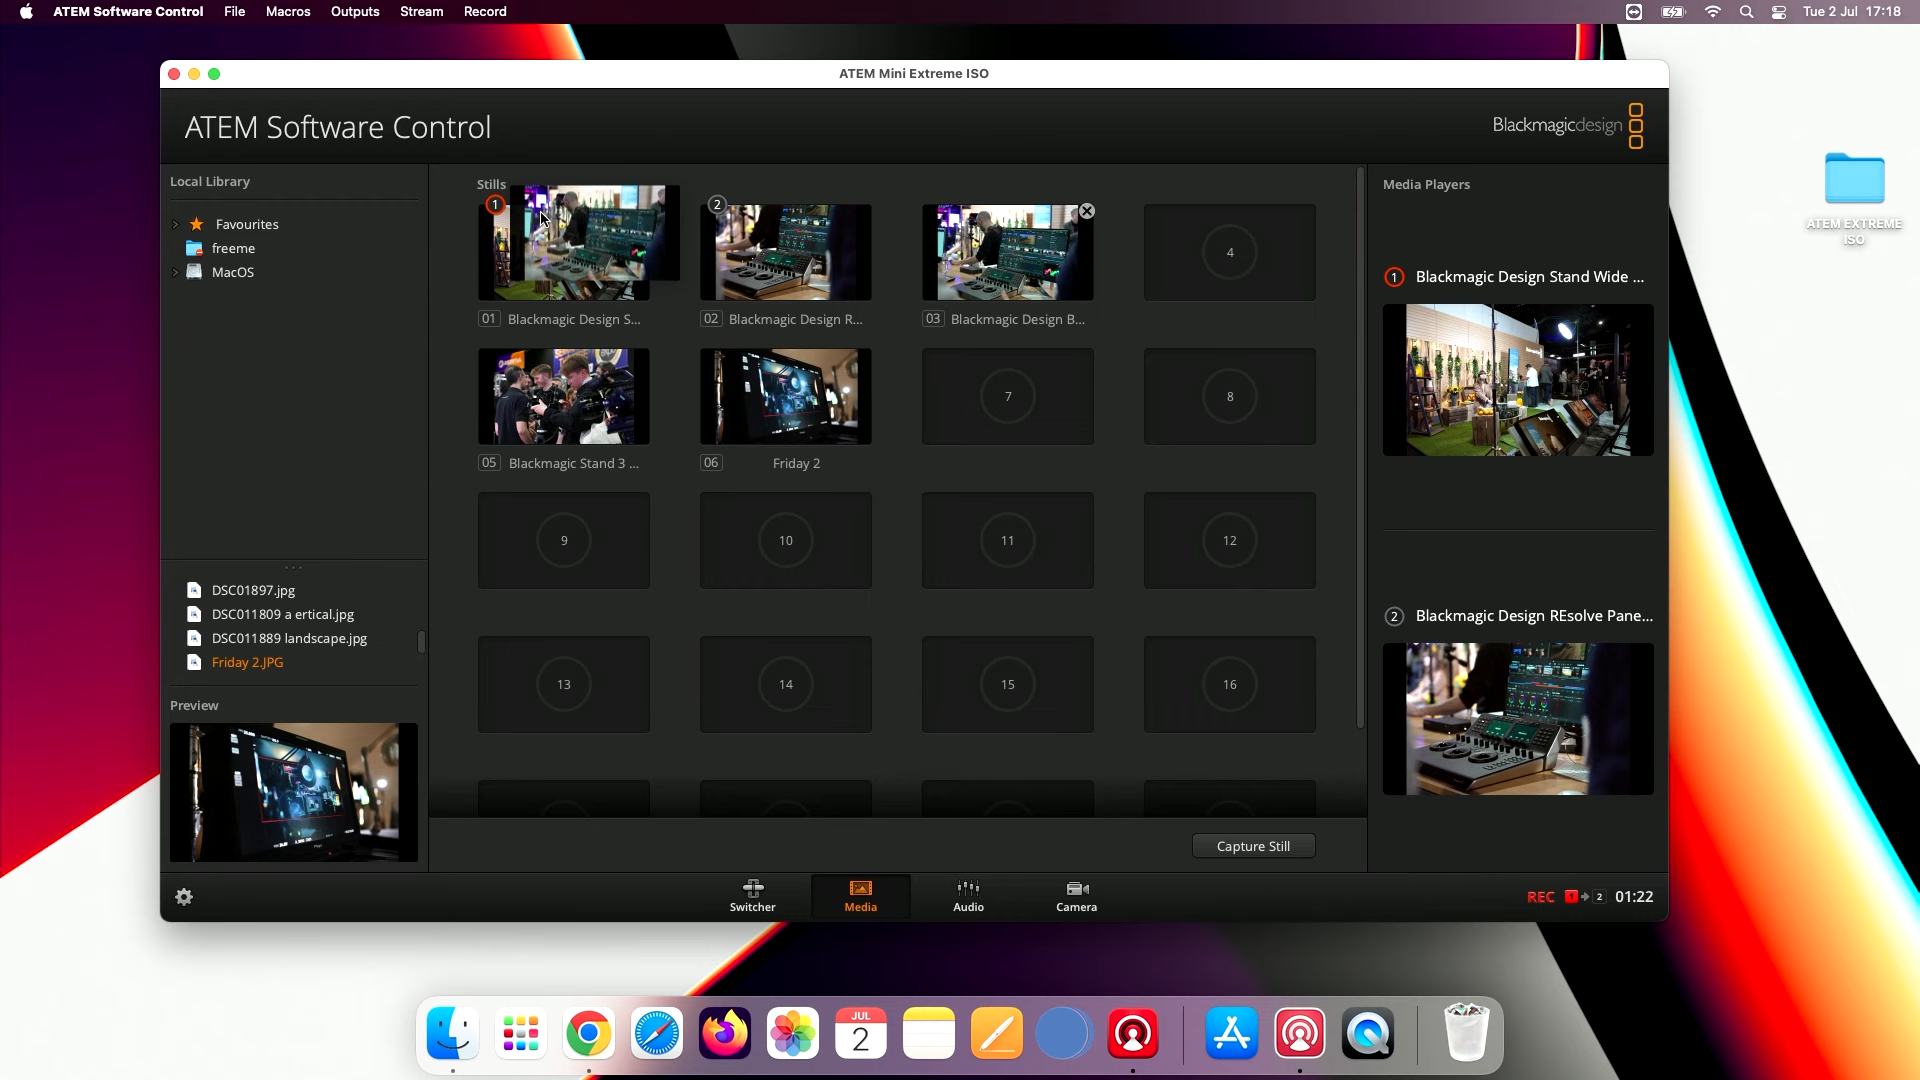 ATEM Software Control File Macros Outputs Stream Record Tue 2 Jul 17:18
ATEM Mini Extreme ISO
ATEM Software Control
Blackmagicdesign
Local Library
Favourites
freeme
MacOS
DSC01897.jpg
DSC011809 a ertical.jpg
DSC011889 landscape.jpg
Friday 2.JPG
Preview
Stills
1
2
4
01 Blackmagic Design S...
02 Blackmagic Design R...
03 Blackmagic Design B...
7
8
05 Blackmagic Stand 3 ...
06 Friday 2
9
10
11
12
13
14
15
16
Capture Still
Media Players
1 Blackmagic Design Stand Wide ...
2 Blackmagic Design REsolve Pane...
Switcher
Media
Audio
Camera
REC 1 2 01:22
ATEM EXTREME
ISO
JUL
2